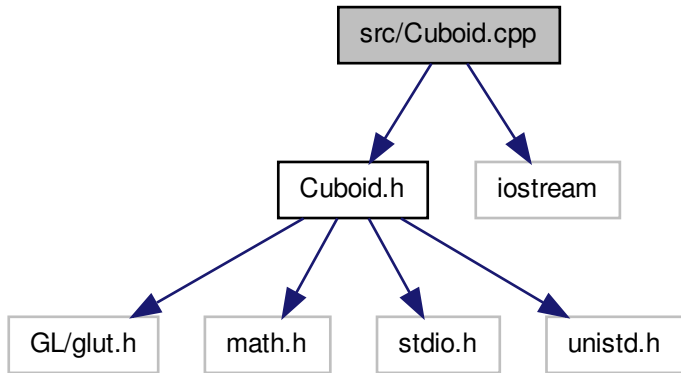 src/Cuboid.cpp
Cuboid.h
iostream
GL/glut.h
math.h
stdio.h
unistd.h